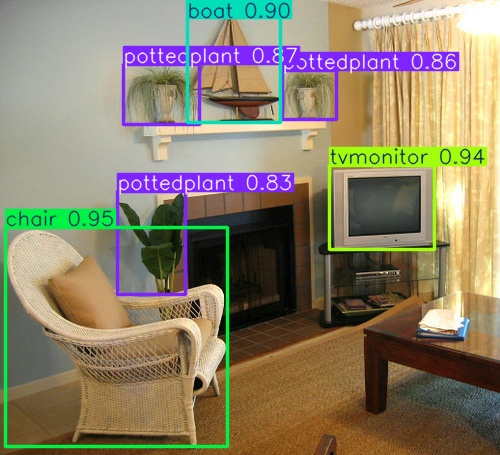 boat 0.90
pottedplant 0.87
pottedplant 0.86
tvmonitor 0.94
pottedplant 0.83
chair 0.95